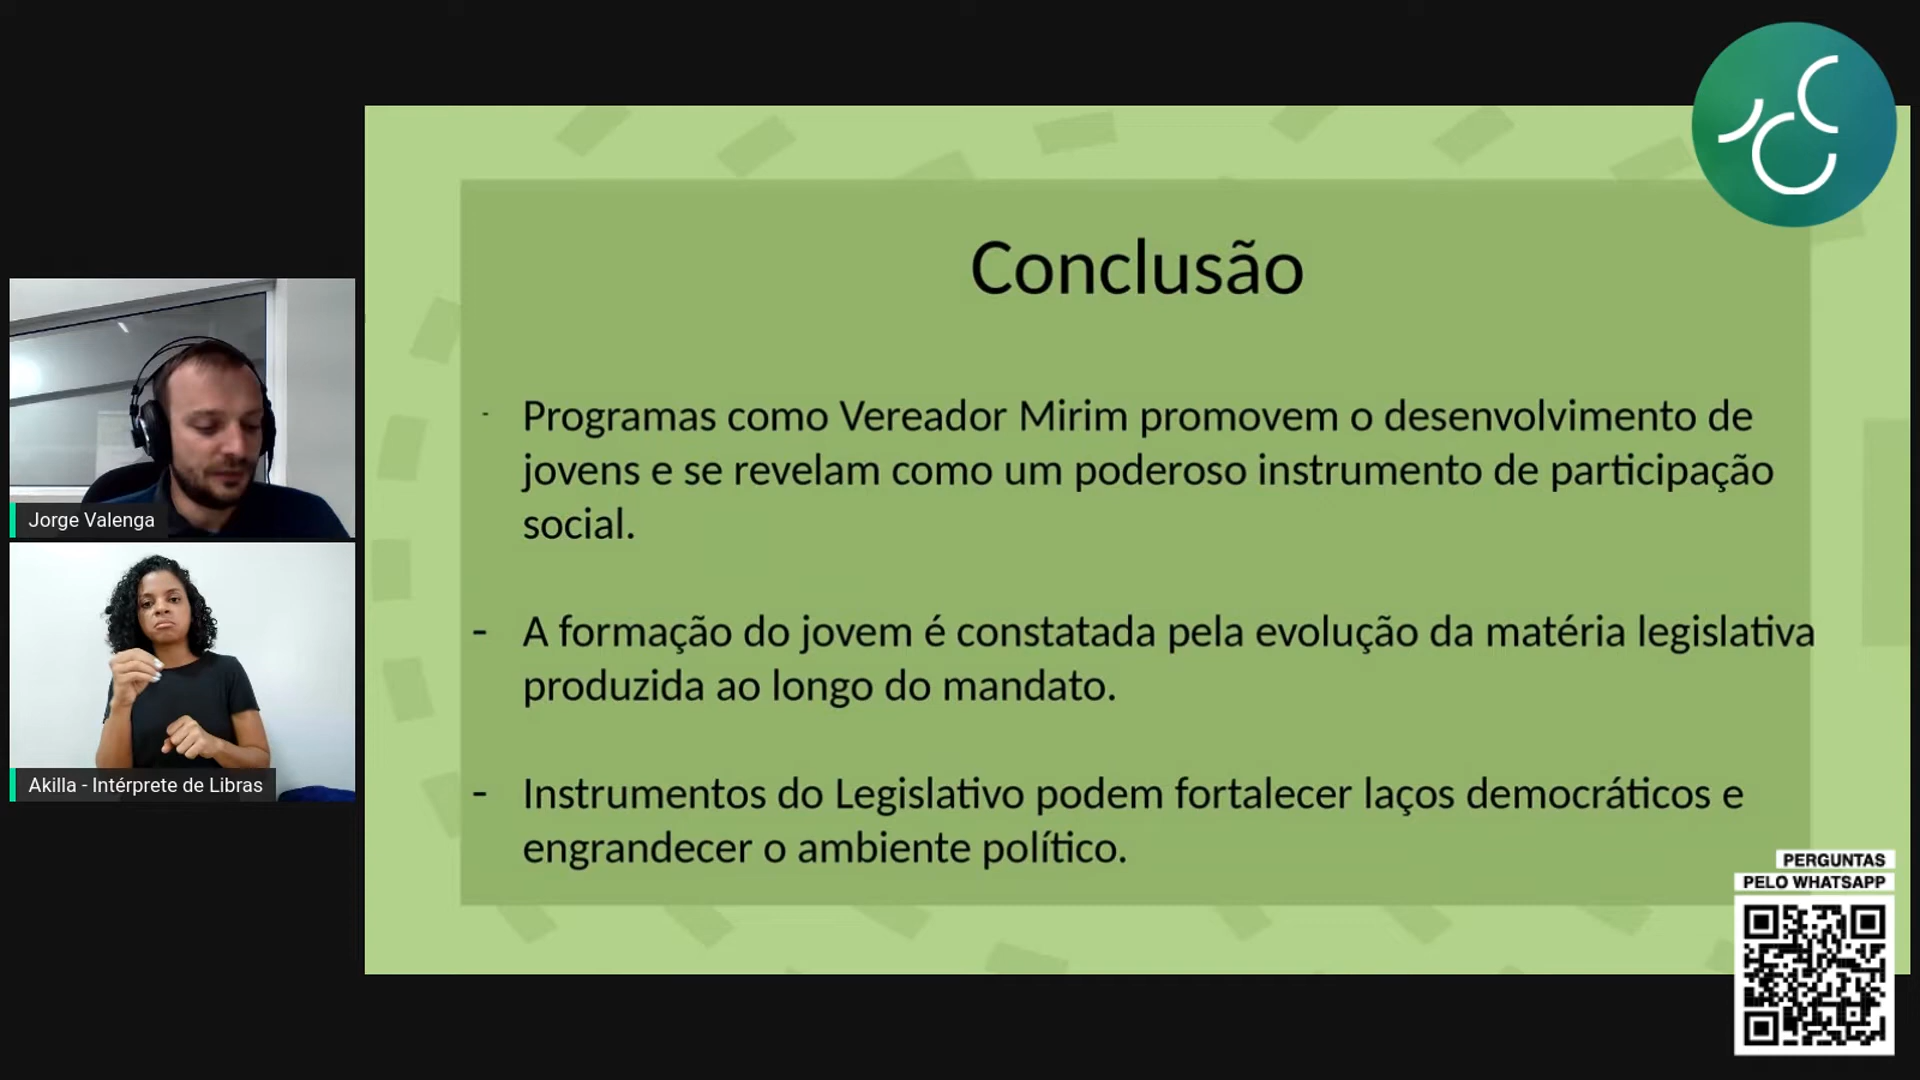 Conclusão
· Programas como Vereador Mirim promovem o desenvolvimento de
jovens e se revelam como um poderoso instrumento de participação
social.
- A formação do jovem é constatada pela evolução da matéria legislativa
produzida ao longo do mandato.
- Instrumentos do Legislativo podem fortalecer laços democráticos e
engrandecer o ambiente político.
Jorge Valenga
Akilla - Intérprete de Libras
PERGUNTAS
PELO WHATSAPP